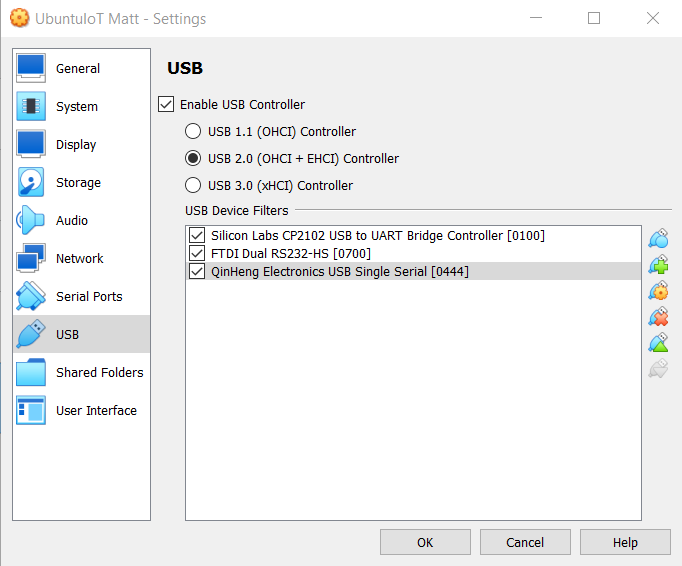 UbuntuIoT Matt - Settings
General
System
Display
Storage
Audio
Network
Serial Ports
USB
Shared Folders
User Interface
USB
Enable USB Controller
USB 1.1 (OHCI) Controller
USB 2.0 (OHCI + EHCI) Controller
USB 3.0 (xHCI) Controller
USB Device Filters
Silicon Labs CP2102 USB to UART Bridge Controller [0100]
FTDI Dual RS232-HS [0700]
QinHeng Electronics USB Single Serial [0444]
OK
Cancel
Help